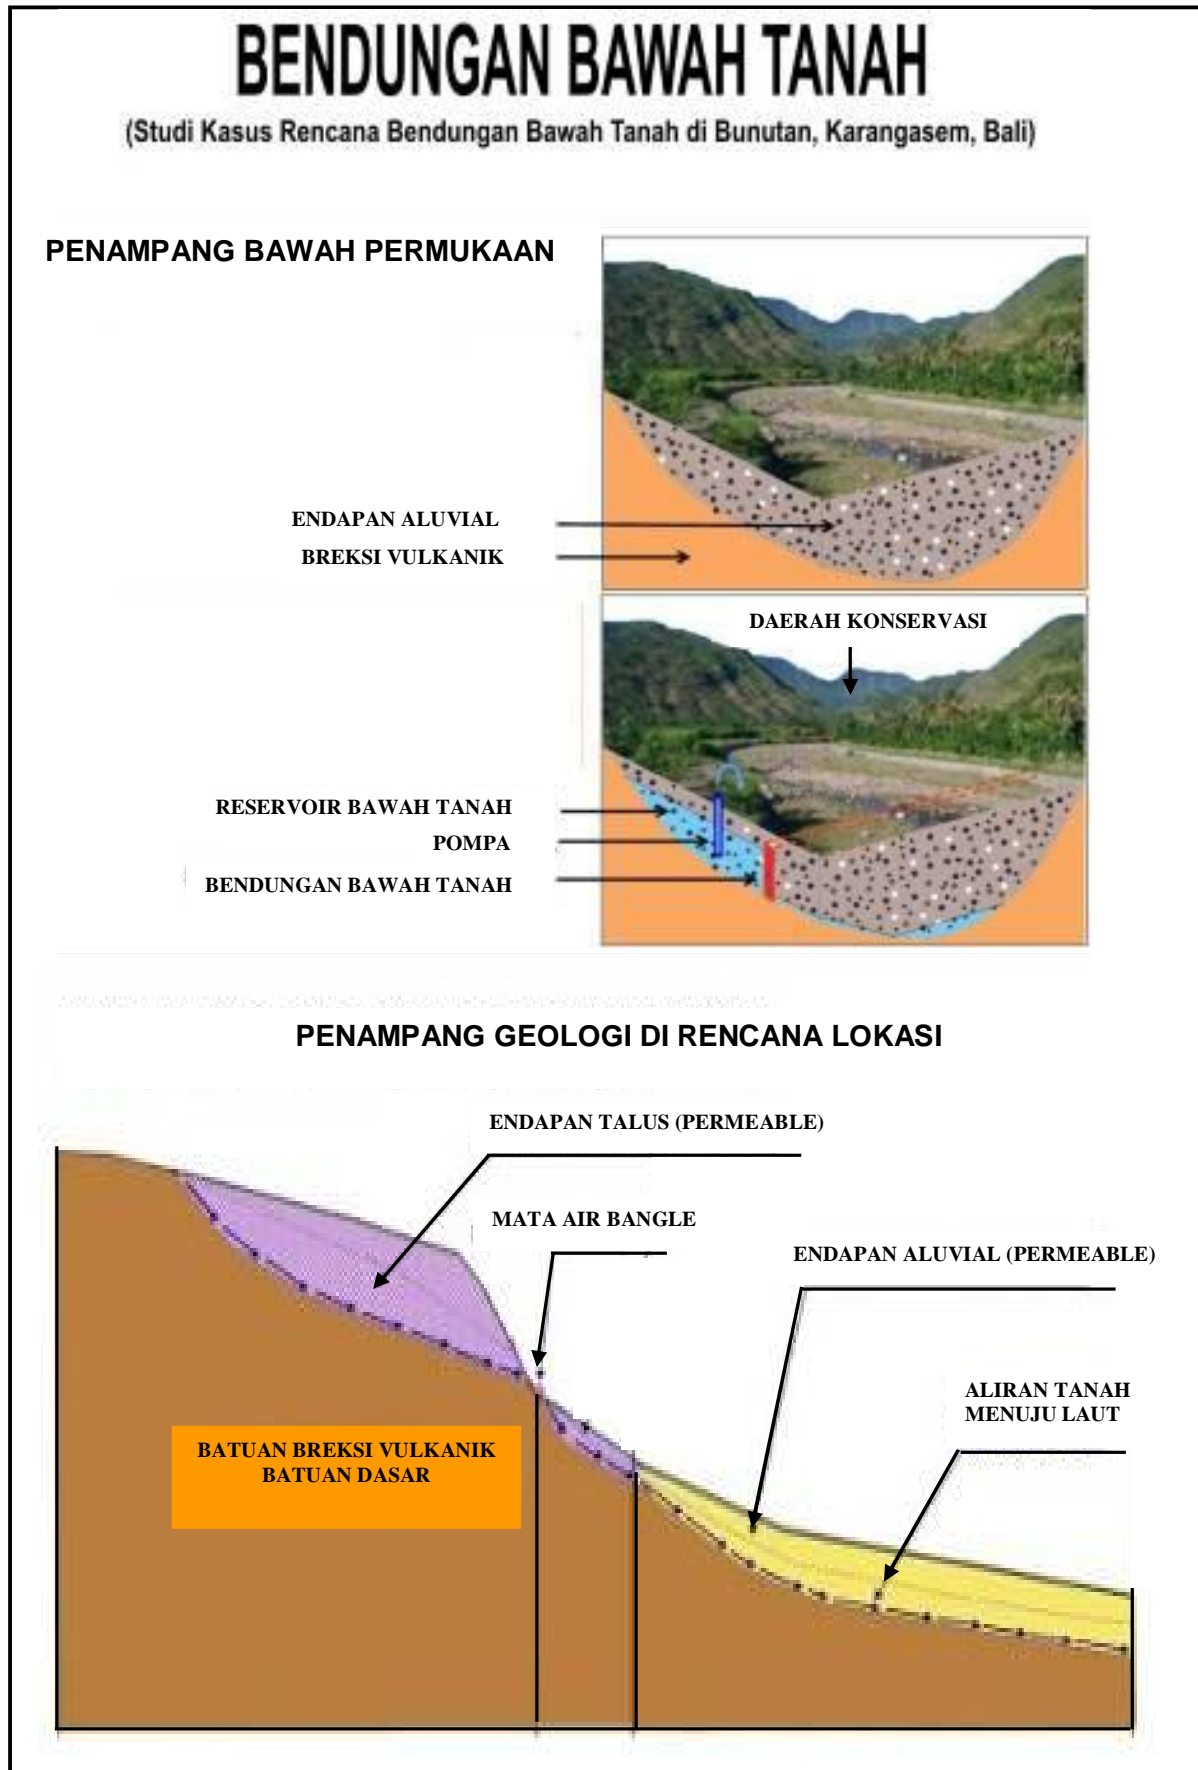 BENDUNGAN BAWAH TANAH
(Studi Kasus Rencana Bendungan Bawah Tanah di Bunutan, Karangasem, Bali)
PENAMPANG BAWAH PERMUKAAN
ENDAPAN ALUVIAL
BREKSI VULKANIK
DAERAH KONSERVASI
RESERVOIR BAWAH TANAH
POMPA
BENDUNGAN BAWAH TANAH
PENAMPANG GEOLOGI DI RENCANA LOKASI
ENDAPAN TALUS (PERMEABLE)
MATA AIR BANGLE
ENDAPAN ALUVIAL (PERMEABLE)
ALIRAN TANAH
MENUJU LAUT
BATUAN BREKSI VULKANIK
BATUAN DASAR